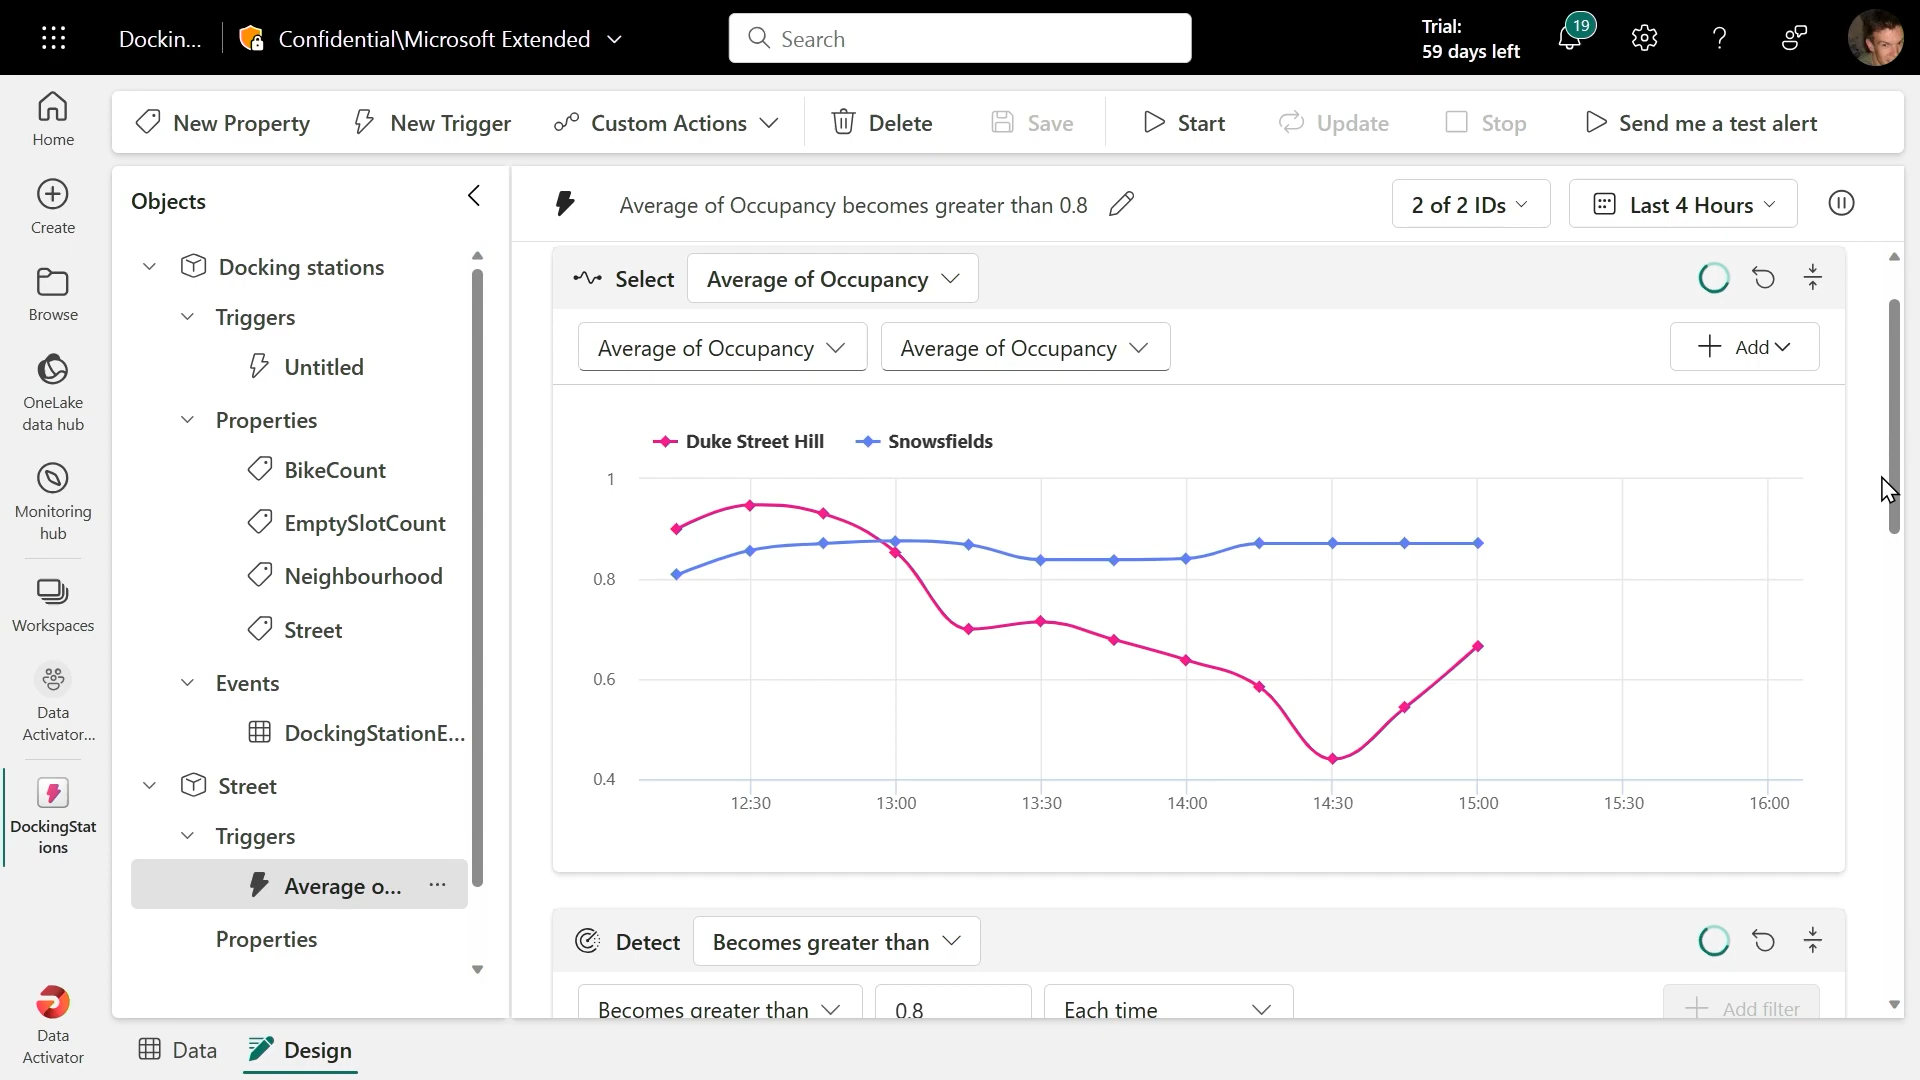 Dockin...
Confidential\Microsoft Extended
Search
Trial:
59 days left
19
Home
Create
Browse
OneLake
data hub
Monitoring
hub
Workspaces
Data
Activator...
DockingStat
ions
Data
Activator
New Property
New Trigger
Custom Actions
Delete
Save
Start
Update
Stop
Send me a test alert
Objects
Docking stations
Triggers
Untitled
Properties
BikeCount
EmptySlotCount
Neighbourhood
Street
Events
DockingStationE...
Street
Triggers
Average o...
Properties
Average of Occupancy becomes greater than 0.8
2 of 2 IDs
Last 4 Hours
Select
Average of Occupancy
Average of Occupancy
Average of Occupancy
Add
Duke Street Hill
Snowsfields
1
0.8
0.6
0.4
12:30
13:00
13:30
14:00
14:30
15:00
15:30
16:00
Detect
Becomes greater than
Becomes greater than
0.8
Each time
Add filter
Data
Design